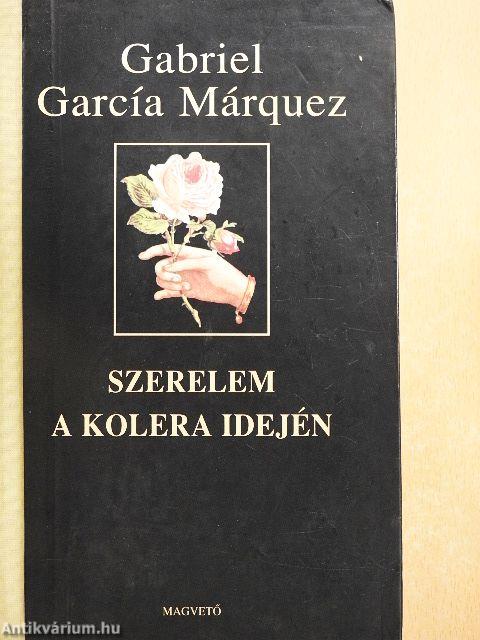 Gabriel
García Márquez
SZERELEM
A KOLERA IDEJÉN
MAGVETŐ
Antikvárium.hu